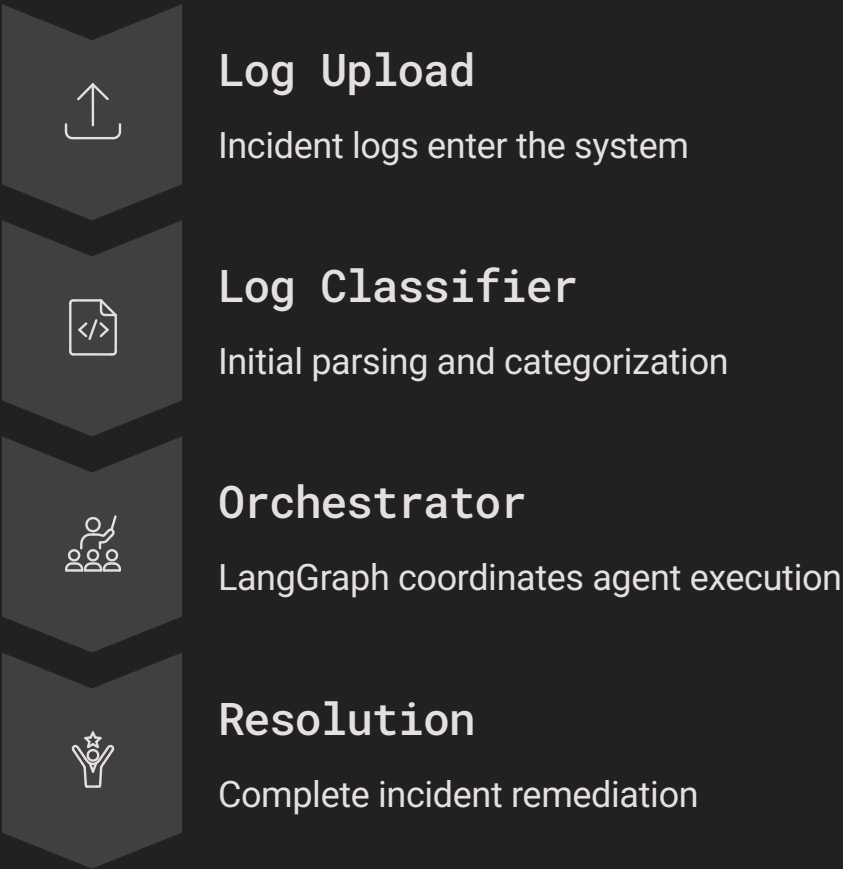 Log Upload
Incident logs enter the system
</>
Log Classifier
Initial parsing and categorization
Orchestrator
LangGraph coordinates agent execution
Resolution
Complete incident remediation